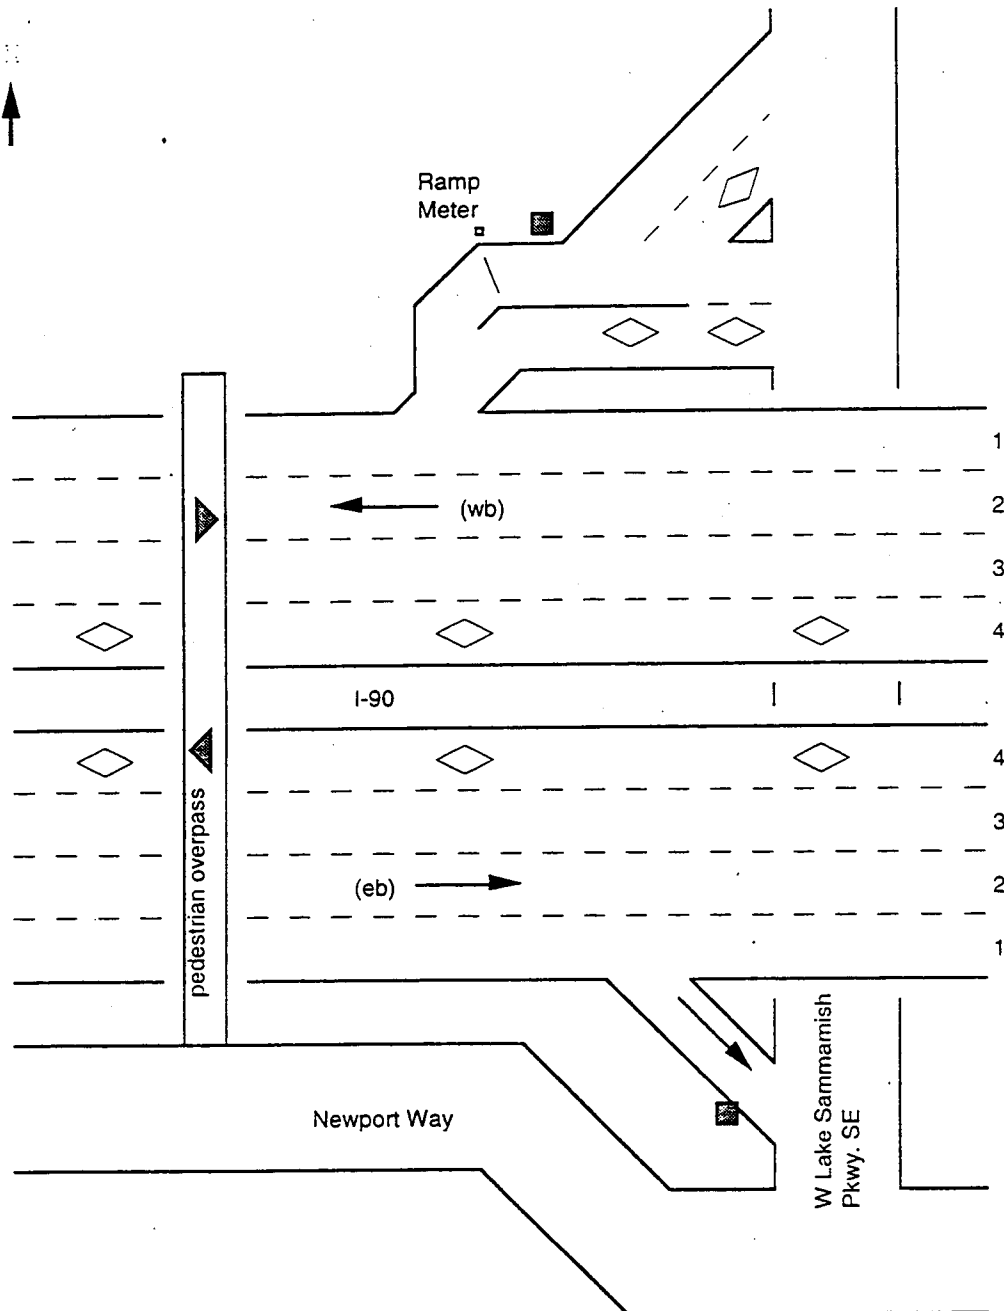 Ramp
Meter
1
(wb)
2
3
4
I-90
4
3
(eb)
2
1
pedestrian overpass
W Lake Sammamish
Pkwy. SE
Newport Way